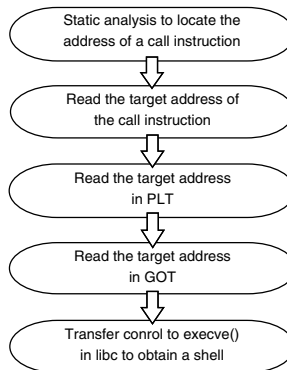 Static analysis to locate the
address of a call instruction
Read the target address of
the call instruction
Read the target address
in PLT
Read the target address
in GOT
Transfer conrol to execve()
in libc to obtain a shell